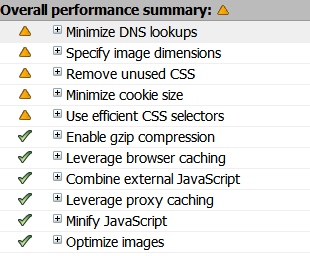 Overall performance summary:
Minimize DNS lookups
Specify image dimensions
Remove unused CSS
Minimize cookie size
Use efficient CSS selectors
Enable gzip compression
Leverage browser caching
Combine external JavaScript
Leverage proxy caching
Minify JavaScript
Optimize images